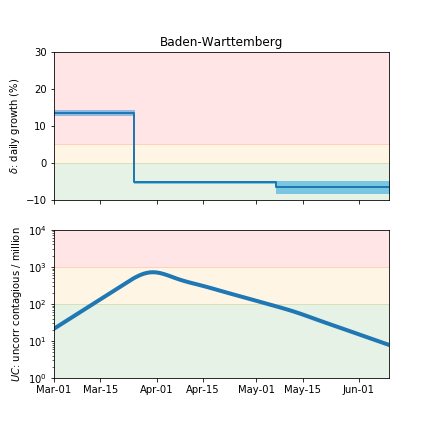 Baden-Warttemberg
δ: daily growth (%)
30
20
10
0
−10
UC: uncorr contagious / million
10⁴
10³
10²
10¹
10⁰
Mar-01 Mar-15 Apr-01 Apr-15 May-01 May-15 Jun-01